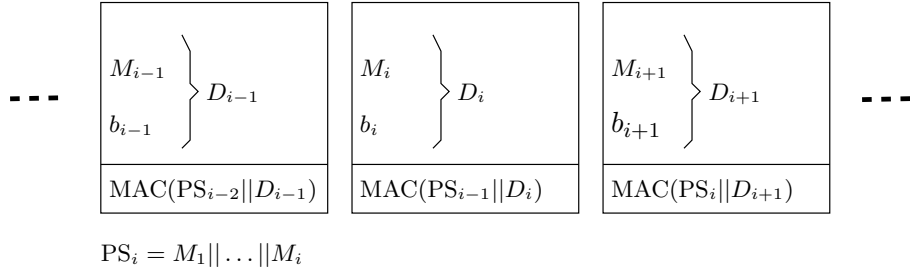 M_{i−1} b_{i−1} } D_{i−1}
MAC(PS_{i−2}||D_{i−1})
M_i b_i } D_i
MAC(PS_{i−1}||D_i)
M_{i+1} b_{i+1} } D_{i+1}
MAC(PS_i||D_{i+1})
PS_i = M_1|| . . . ||M_i